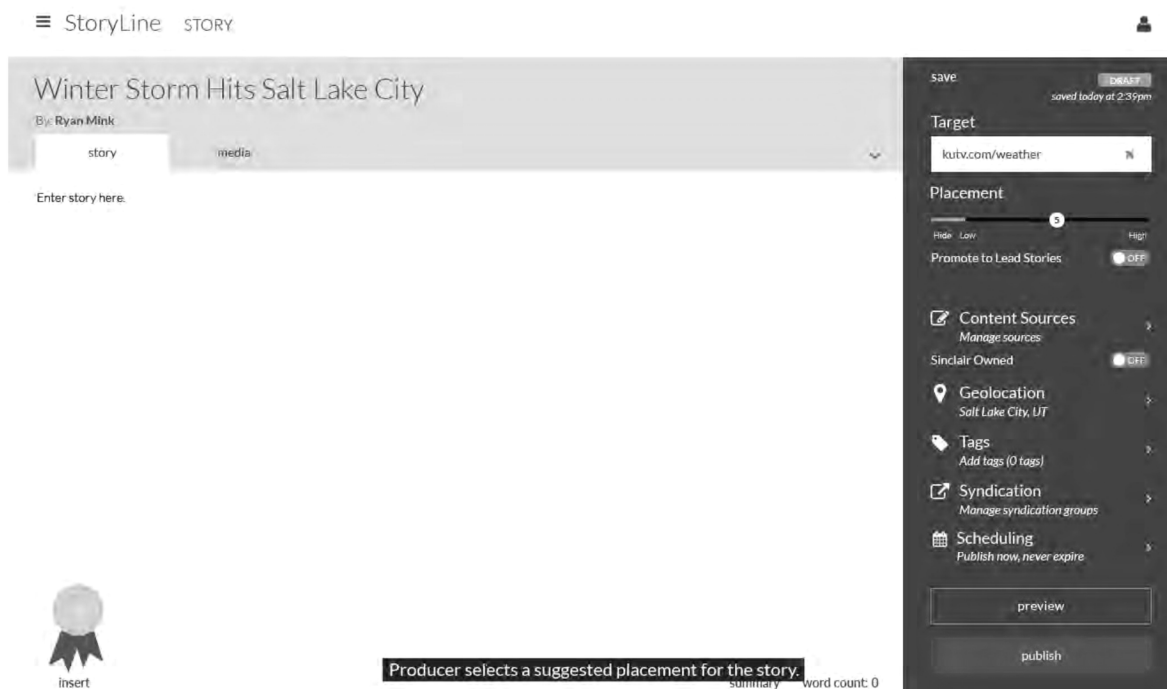 StoryLine STORY
Winter Storm Hits Salt Lake City
By: Ryan Mink
story media
Enter story here.
insert
Producer selects a suggested placement for the story.
summary word count: 0
save DRAFT
saved today at 2:39pm
Target
kutv.com/weather
Placement
5
Hide Low High
Promote to Lead Stories OFF
Content Sources
Manage sources
Sinclair Owned OFF
Geolocation
Salt Lake City, UT
Tags
Add tags (0 tags)
Syndication
Manage syndication groups
Scheduling
Publish now, never expire
preview
publish